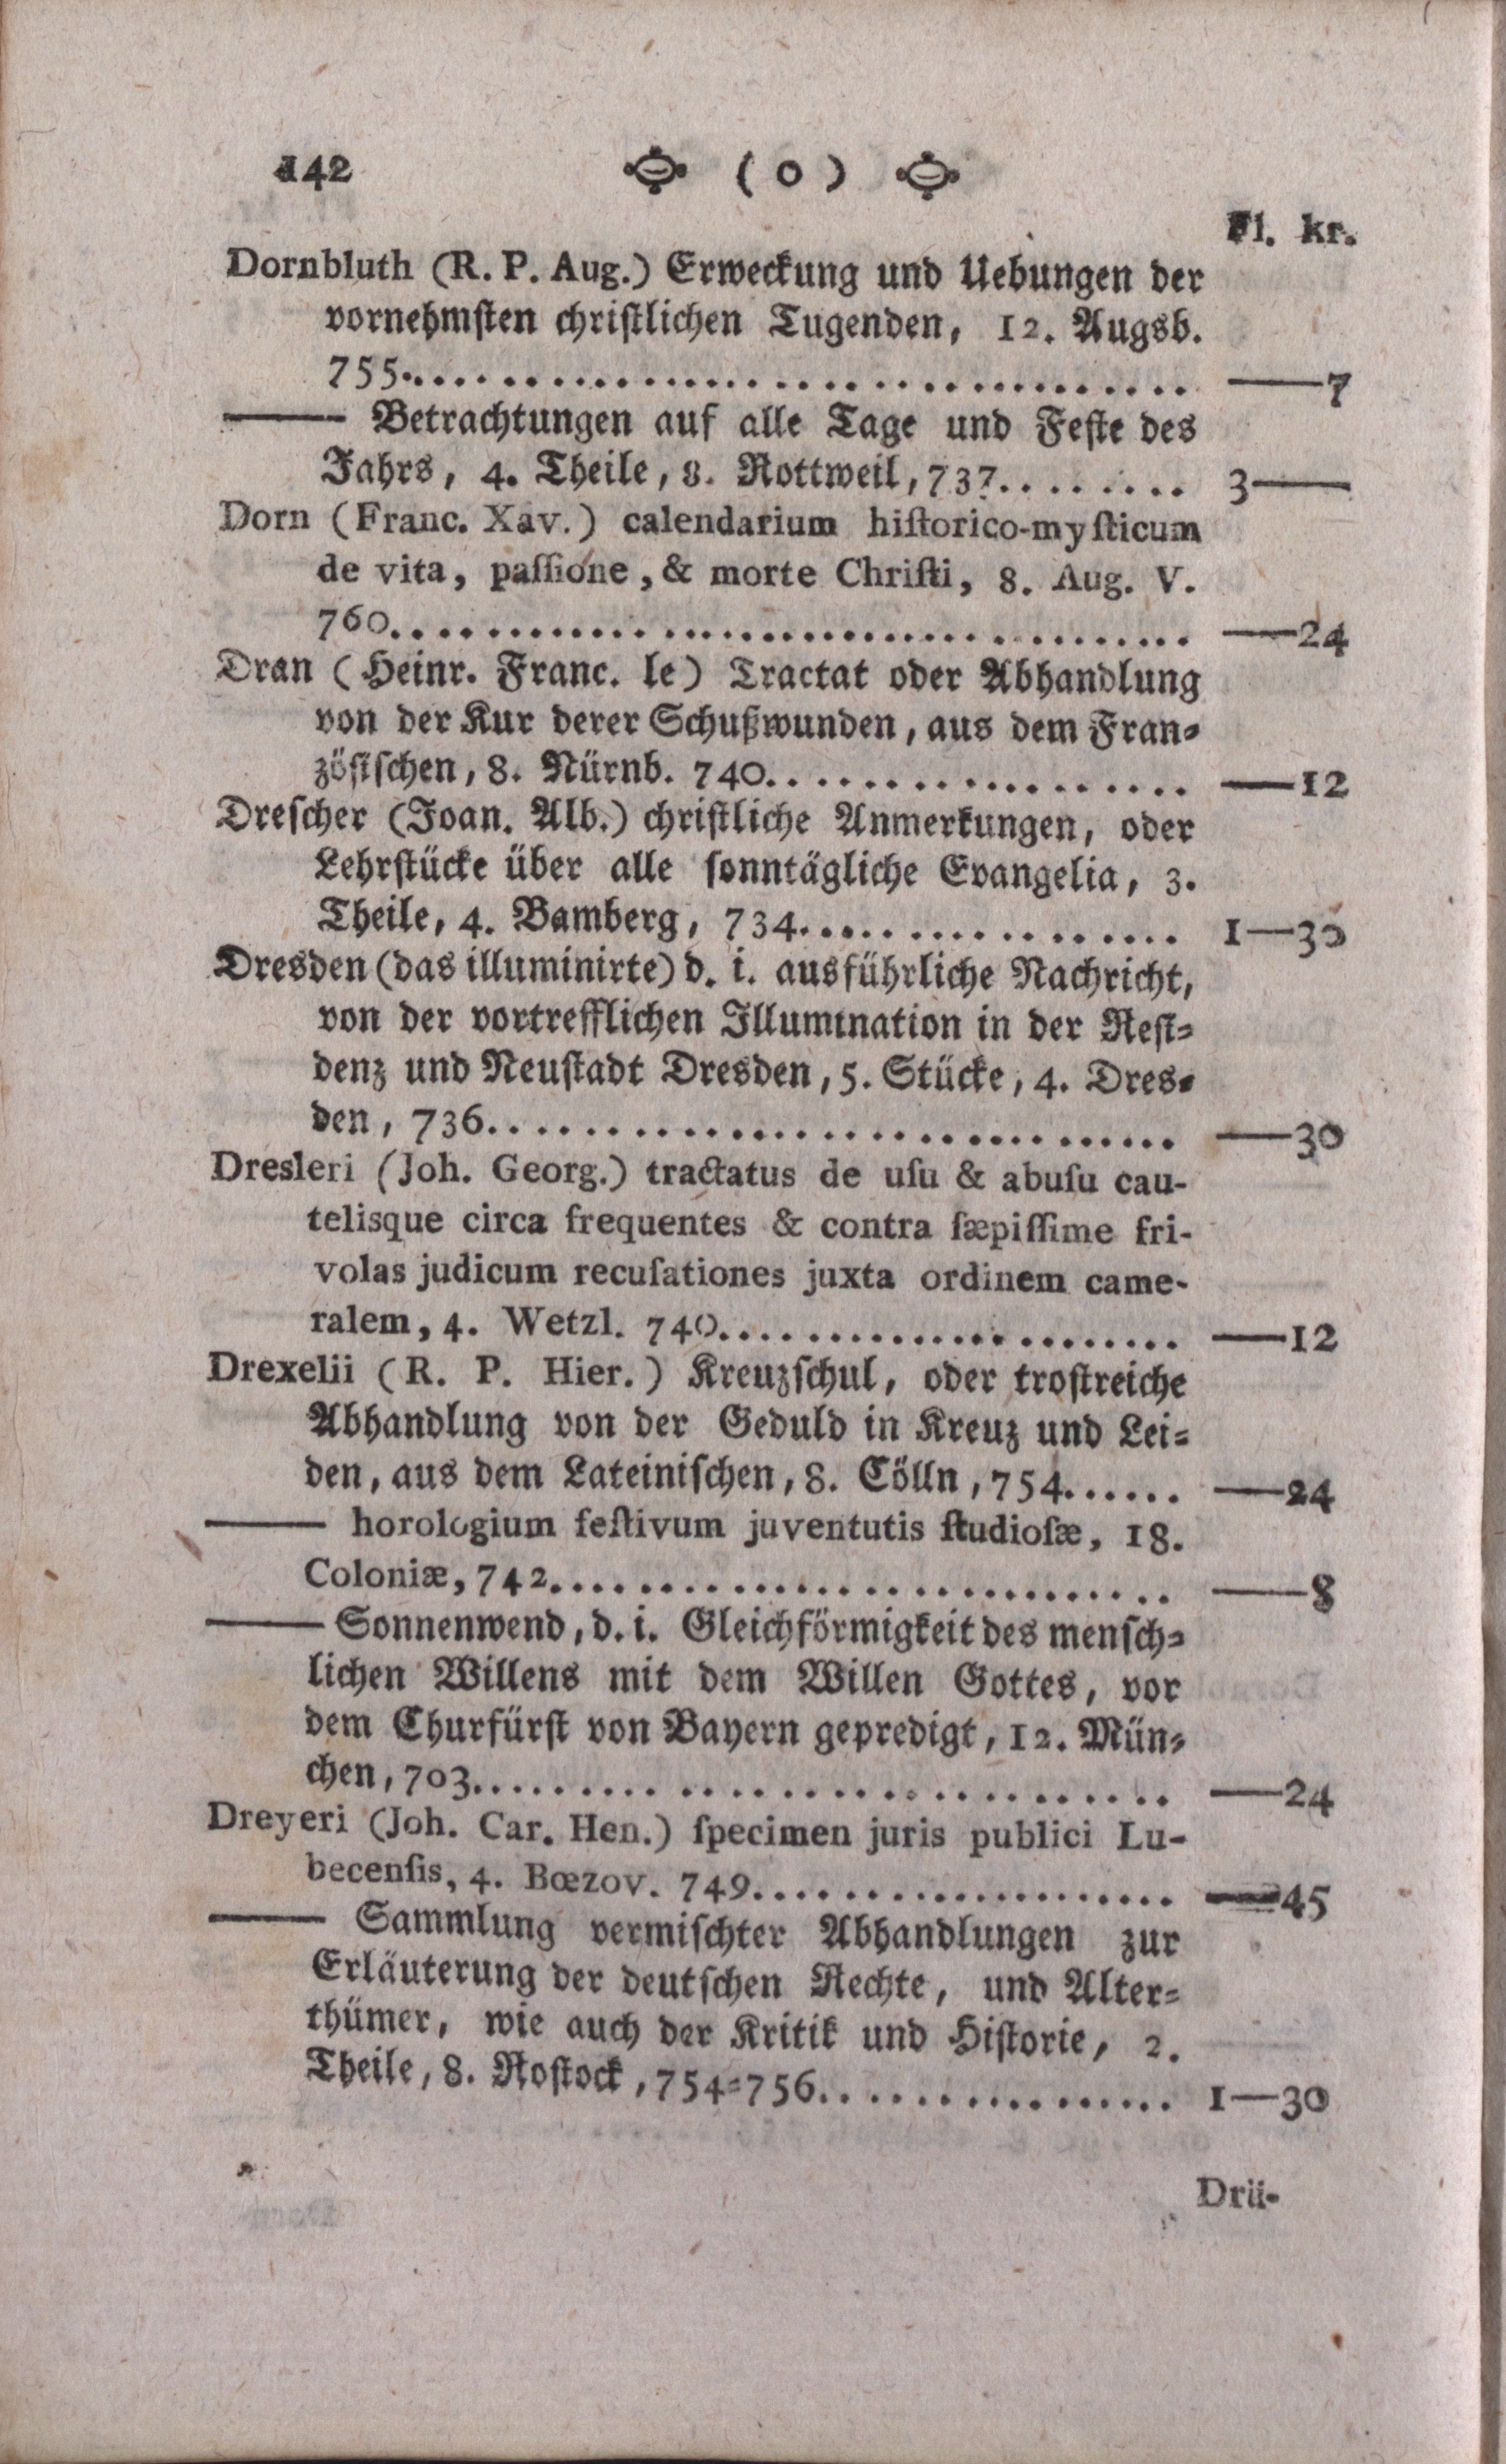 142 ( o )
Fl. kr.
Dornbluth (R. P. Aug.) Erweckung und Uebungen der
vornehmſten chriſtlichen Tugenden, 12. Augsb.
755. . . . . . . . . . . . . . . . . . . . . . . . . . . . . . —7
—— Betrachtungen auf alle Tage und Feſte des
Jahrs, 4. Theile, 8. Rottweil, 737. . . . . . . . 3—
Dorn (Franc. Xav.) calendarium hiſtorico-myſticum
de vita, paſſione, & morte Chriſti, 8. Aug. V.
760. . . . . . . . . . . . . . . . . . . . . . . . . . . . . . —24
Dran (Heinr. Franc. le) Tractat oder Abhandlung
von der Kur derer Schußwunden, aus dem Fran⸗
zöſiſchen, 8. Nürnb. 740. . . . . . . . . . . . . . . . . —12
Dreſcher (Joan. Alb.) chriſtliche Anmerkungen, oder
Lehrſtücke über alle ſonntägliche Evangelia, 3.
Theile, 4. Bamberg, 734. . . . . . . . . . . . . . . . 1—30
Dresden (das illuminirte) d. i. ausführliche Nachricht,
von der vortrefflichen Illumination in der Reſi⸗
denz und Neuſtadt Dresden, 5. Stücke, 4. Dres⸗
den, 736. . . . . . . . . . . . . . . . . . . . . . . . . . . . —30
Dresleri (Joh. Georg.) tractatus de uſu & abuſu cau-
telisque circa frequentes & contra ſæpiſſime fri-
volas judicum recuſationes juxta ordinem came-
ralem, 4. Wetzl. 740. . . . . . . . . . . . . . . . . . . . —12
Drexelii (R. P. Hier.) Kreuzſchul, oder troſtreiche
Abhandlung von der Geduld in Kreuz und Lei⸗
den, aus dem Lateiniſchen, 8. Cölln, 754. . . . . . —24
—— horologium feſtivum juventutis ſtudioſæ, 18.
Coloniæ, 742. . . . . . . . . . . . . . . . . . . . . . . . . —8
—— Sonnenwend, d. i. Gleichförmigkeit des menſch⸗
lichen Willens mit dem Willen Gottes, vor
dem Churfürſt von Bayern gepredigt, 12. Mün⸗
chen, 703. . . . . . . . . . . . . . . . . . . . . . . . . . . —24
Dreyeri (Joh. Car. Hen.) ſpecimen juris publici Lu-
becenſis, 4. Bœzov. 749. . . . . . . . . . . . . . . . . . —45
—— Sammlung vermiſchter Abhandlungen zur
Erläuterung der deutſchen Rechte, und Alter⸗
thümer, wie auch der Kritik und Hiſtorie, 2.
Theile, 8. Roſtock, 754⸗756. . . . . . . . . . . . . . . 1—30
Drü-